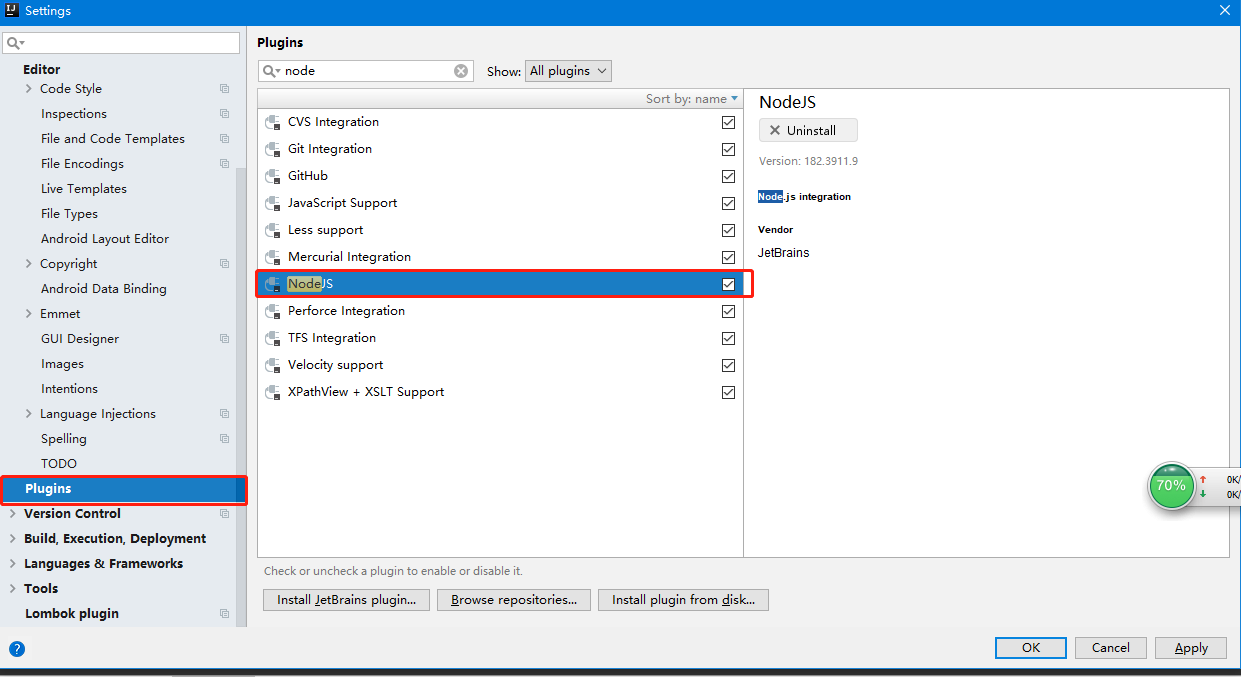 IJ Settings
Editor
Code Style
Inspections
File and Code Templates
File Encodings
Live Templates
File Types
Android Layout Editor
Copyright
Android Data Binding
Emmet
GUI Designer
Images
Intentions
Language Injections
Spelling
TODO
Plugins
Version Control
Build, Execution, Deployment
Languages & Frameworks
Tools
Lombok plugin
Plugins
node
Show: All plugins
Sort by: name
CVS Integration
Git Integration
GitHub
JavaScript Support
Less support
Mercurial Integration
NodeJS
Perforce Integration
TFS Integration
Velocity support
XPathView + XSLT Support
Check or uncheck a plugin to enable or disable it.
Install JetBrains plugin... Browse repositories... Install plugin from disk...
NodeJS
Uninstall
Version: 182.3911.9
Node.js integration
Vendor
JetBrains
70%
0K/
0K/
? OK Cancel Apply